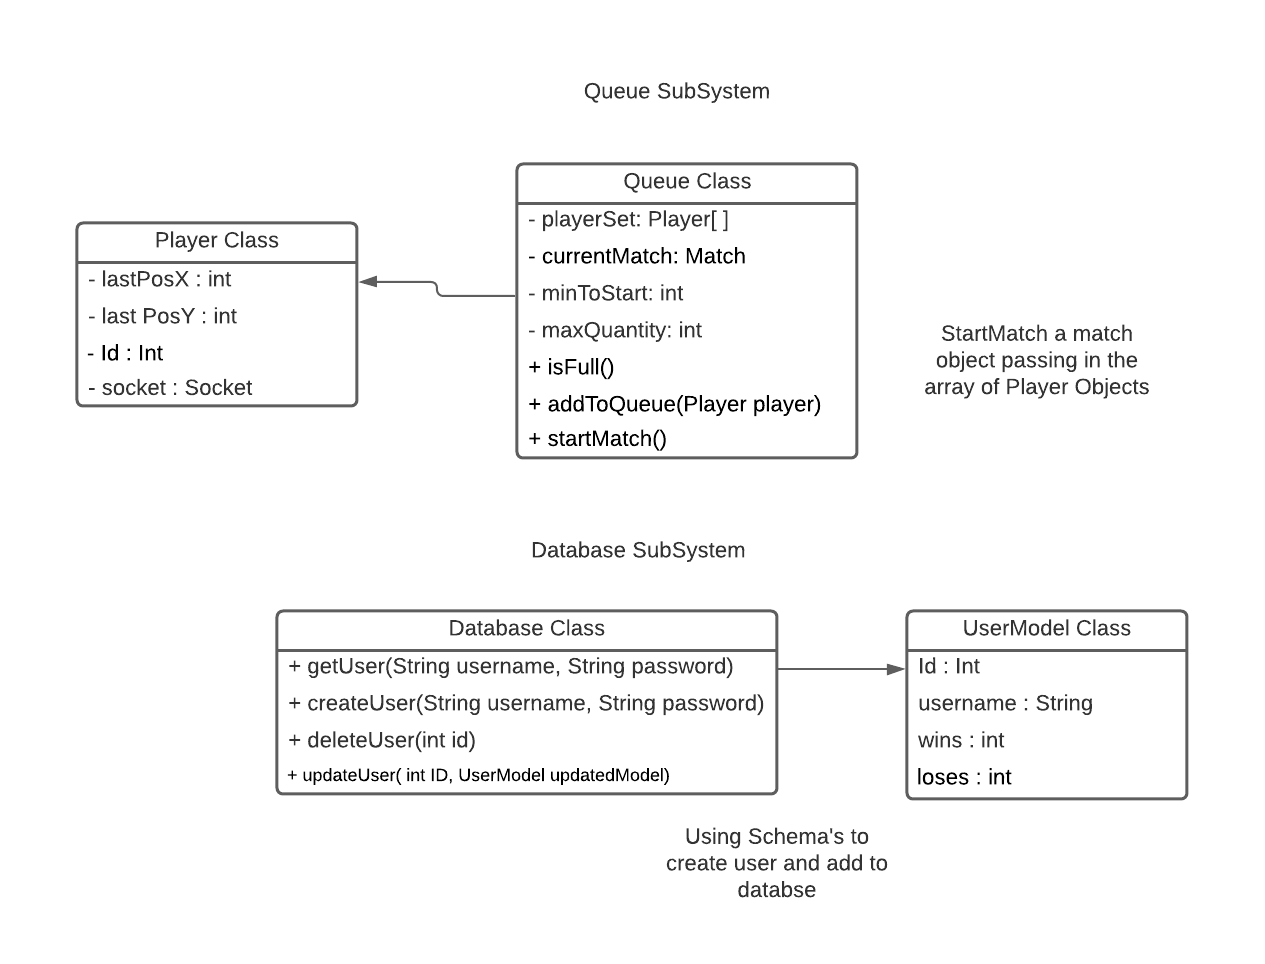 Queue SubSystem
Queue Class
- playerSet: Player[ ]
- currentMatch: Match
- minToStart: int
- maxQuantity: int
+ isFull()
+ addToQueue(Player player)
+ startMatch()
Player Class
- lastPosX : int
- last PosY : int
- Id : Int
- socket : Socket
StartMatch a match
object passing in the
array of Player Objects
Database SubSystem
Database Class
+ getUser(String username, String password)
+ createUser(String username, String password)
+ deleteUser(int id)
+ updateUser( int ID, UserModel updatedModel)
UserModel Class
Id : Int
username : String
wins : int
loses : int
Using Schema's to
create user and add to
databse